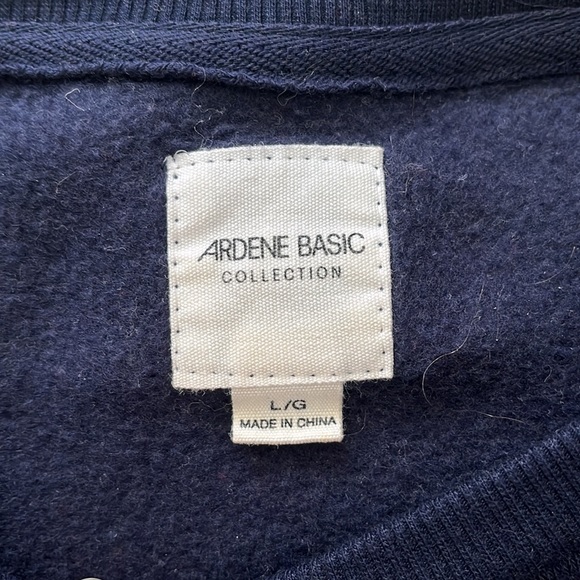 ARDENE BASIC
COLLECTION
L/G
MADE IN CHINA